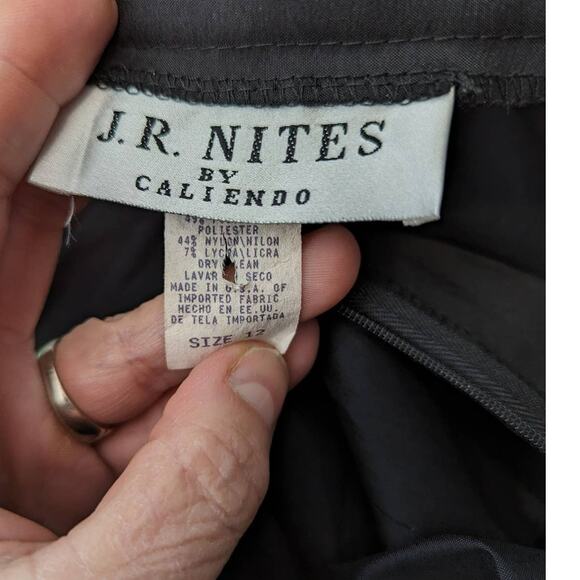 J.R. NITES
BY
CALIENDO
49%
POLIESTER
44% NYLON\NILON
7% LYCRA\LICRA
DRY CLEAN
LAVAR SECO
MADE IN U.S.A. OF
IMPORTED FABRIC
HECHO EN EE.UU.
DE TELA IMPORTADA
SIZE 12